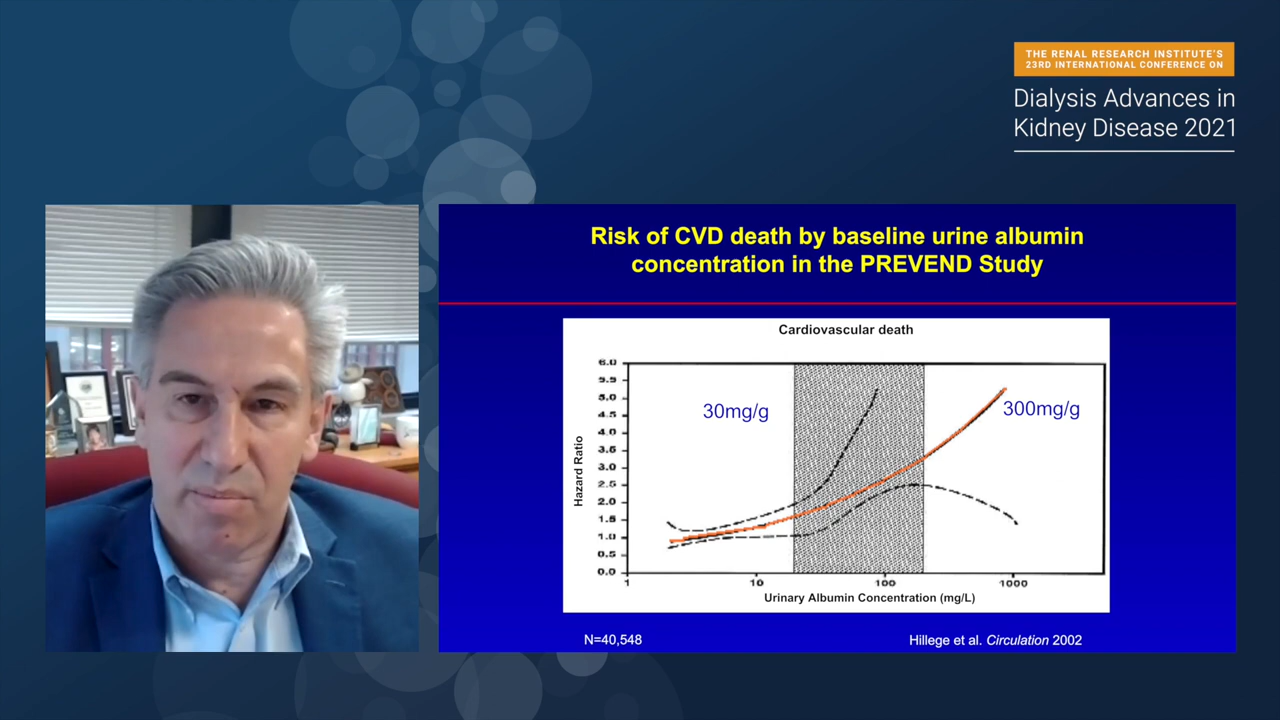 THE RENAL RESEARCH INSTITUTE'S
23RD INTERNATIONAL CONFERENCE ON
Dialysis Advances in
Kidney Disease 2021
Risk of CVD death by baseline urine albumin
concentration in the PREVEND Study
Cardiovascular death
6.0
5.5
5.0
4.5
4.0
3.5
3.0
2.5
2.0
1.5
1.0
0.5
0.0
Hazard Ratio
30mg/g
300mg/g
1 10 100 1000
Urinary Albumin Concentration (mg/L)
N=40,548
Hillege et al. Circulation 2002